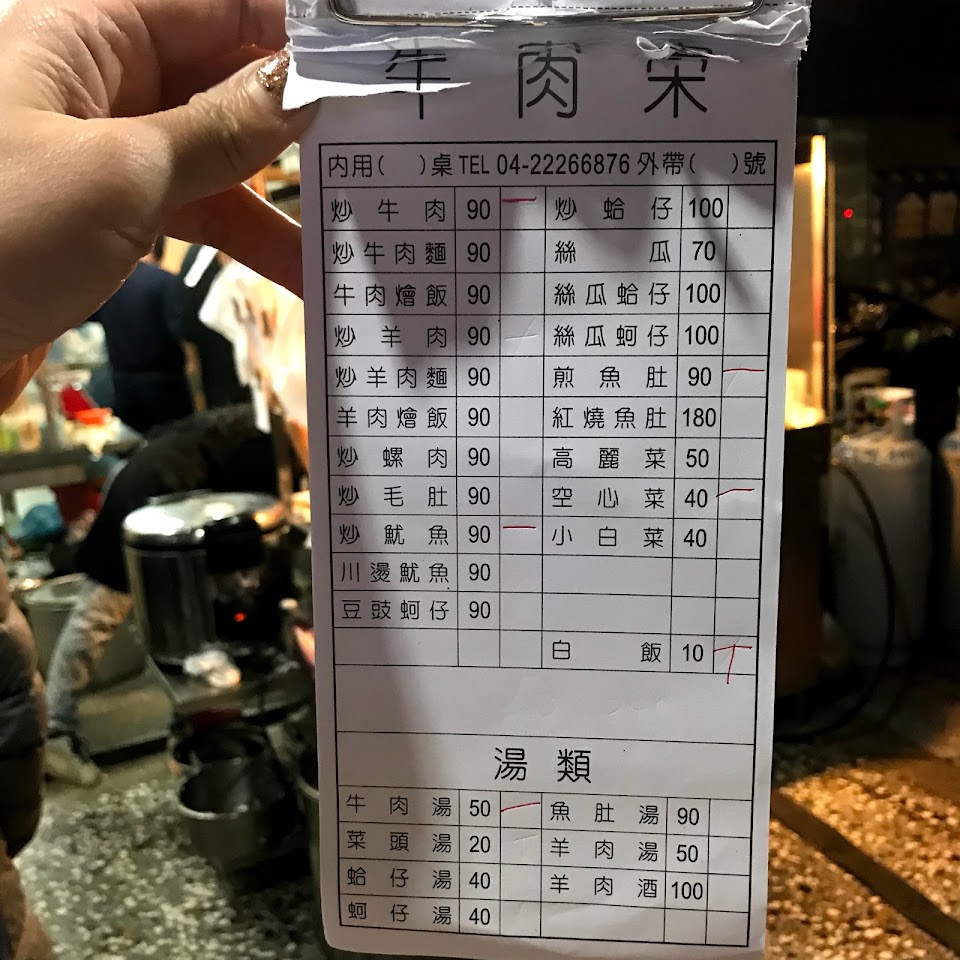 牛肉宋
內用( )桌 TEL 04-22266876 外帶( )號
炒牛肉 90 一 炒蛤仔 100
炒牛肉麵 90 絲瓜 70
牛肉燴飯 90 絲瓜蛤仔 100
炒羊肉 90 絲瓜蚵仔 100
炒羊肉麵 90 煎魚肚 90 一
羊肉燴飯 90 紅燒魚肚 180
炒螺肉 90 高麗菜 50
炒毛肚 90 空心菜 40 一
炒魷魚 90 一 小白菜 40
川燙魷魚 90
豆豉蚵仔 90
白飯 10 丅
湯類
牛肉湯 50 一 魚肚湯 90
菜頭湯 20 羊肉湯 50
蛤仔湯 40 羊肉酒 100
蚵仔湯 40